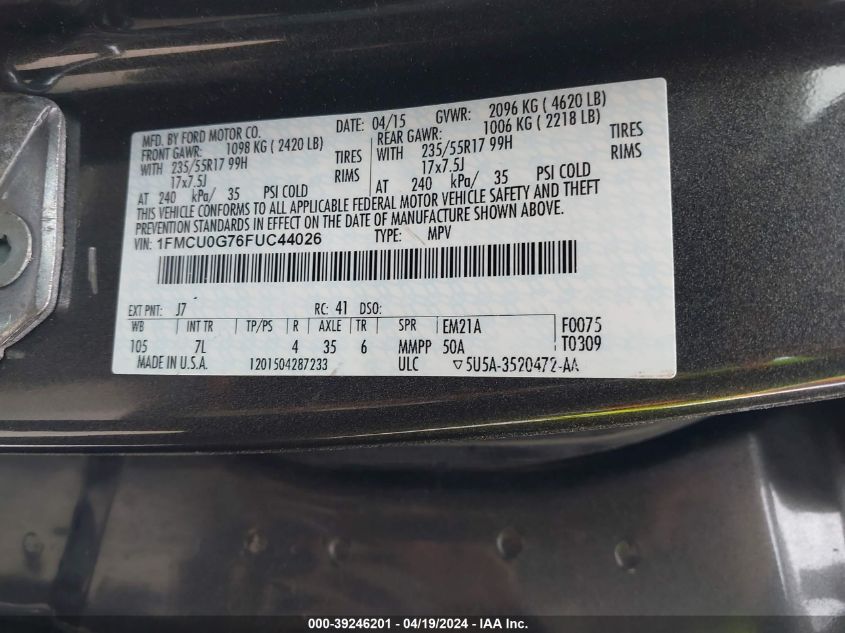 MFD. BY FORD MOTOR CO. DATE: 04/15 GVWR: 2096 KG ( 4620 LB)
FRONT GAWR: 1098 KG ( 2420 LB) REAR GAWR: 1006 KG ( 2218 LB)
WITH 235/55R17 99H TIRES WITH 235/55R17 99H TIRES
17x7.5J RIMS 17x7.5J RIMS
AT 240 kPa/ 35 PSI COLD AT 240 kPa/ 35 PSI COLD
THIS VEHICLE CONFORMS TO ALL APPLICABLE FEDERAL MOTOR VEHICLE SAFETY AND THEFT
PREVENTION STANDARDS IN EFFECT ON THE DATE OF MANUFACTURE SHOWN ABOVE.
VIN: 1FMCU0G76FUC44026 TYPE: MPV
EXT PNT: J7 RC: 41 DSO:
WB INT TR TP/PS R AXLE TR SPR EM21A F0075
105 7L 4 35 6 MMPP 50A T0309
MADE IN U.S.A. 1201504287233 ULC ▽5U5A-3520472-AA
000-39246201 - 04/19/2024 - IAA Inc.